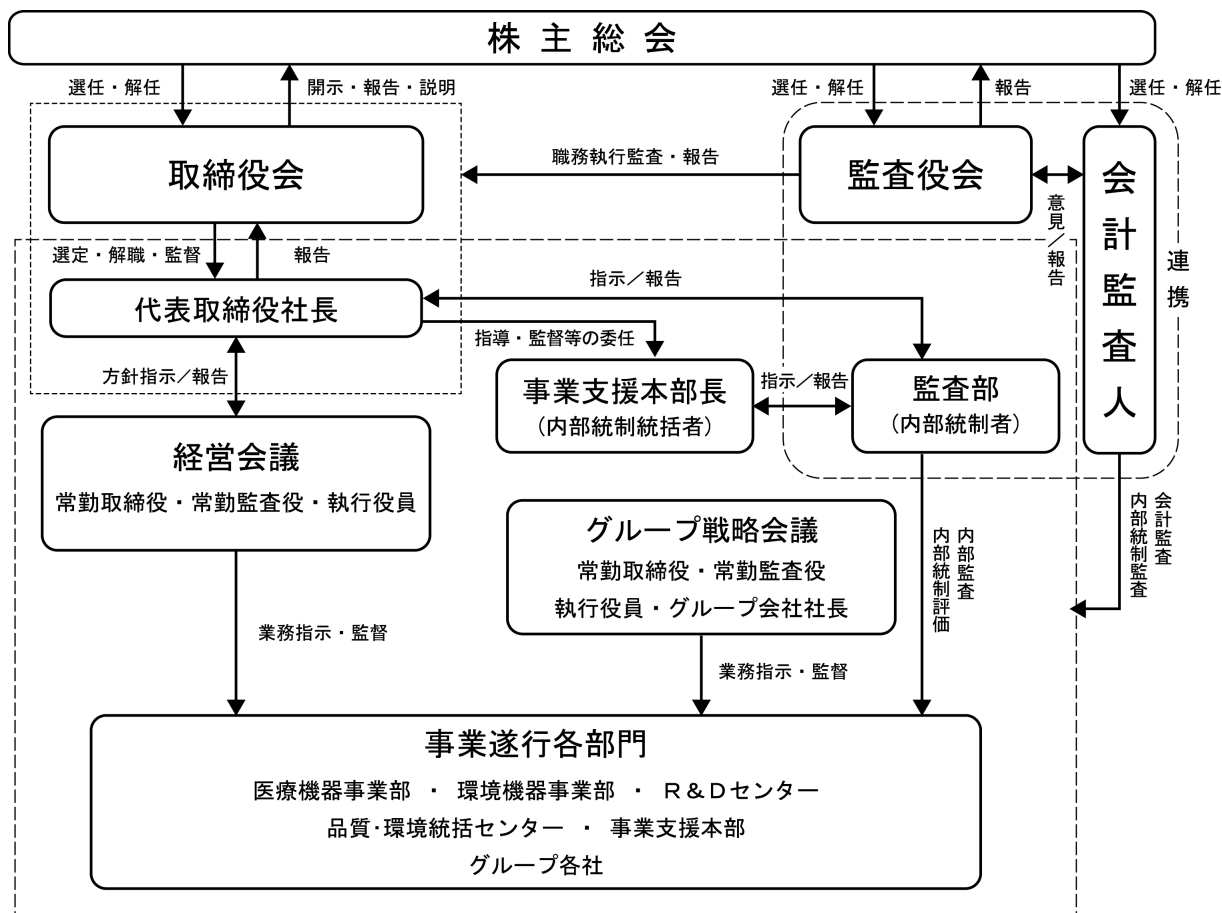 株主総会
選任・解任
開示・報告・説明
選任・解任
報告
選任・解任
取締役会
職務執行監査・報告
監査役会
会計監査人
意見／報告
連携
選定・解職・監督
報告
代表取締役社長
指示／報告
指導・監督等の委任
方針指示／報告
事業支援本部長
（内部統制統括者）
指示／報告
監査部
（内部統制者）
経営会議
常勤取締役・常勤監査役・執行役員
グループ戦略会議
常勤取締役・常勤監査役
執行役員・グループ会社社長
内部監査
内部統制評価
会計監査
内部統制監査
業務指示・監督
業務指示・監督
事業遂行各部門
医療機器事業部 ・ 環境機器事業部 ・ R＆Dセンター
品質・環境統括センター ・ 事業支援本部
グループ各社